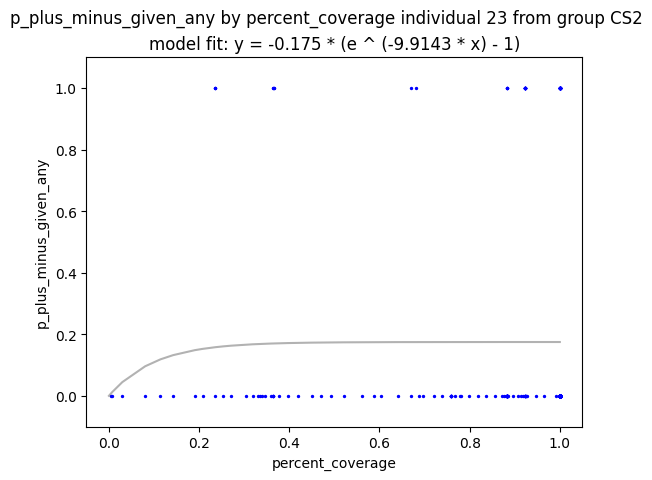 p_plus_minus_given_any by percent_coverage individual 23 from group CS2
model fit: y = -0.175 * (e ^ (-9.9143 * x) - 1)
1.0
0.8
0.6
0.4
0.2
0.0
p_plus_minus_given_any
0.0 0.2 0.4 0.6 0.8 1.0
percent_coverage